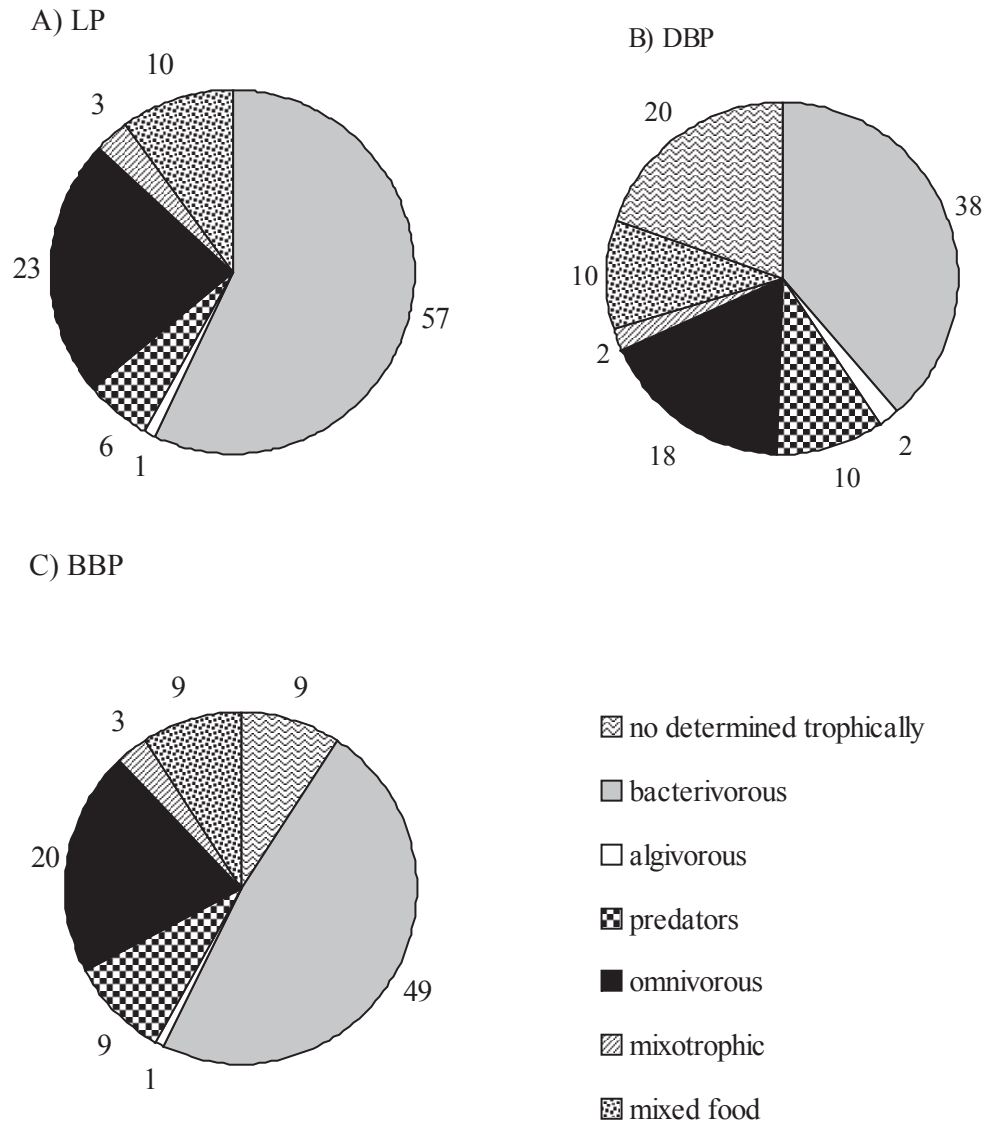 A) LP
10
3
23
57
6
1
B) DBP
20
38
10
2
18
10
2
C) BBP
9
9
3
20
49
9
1
no determined trophically
bacterivorous
algivorous
predators
omnivorous
mixotrophic
mixed food